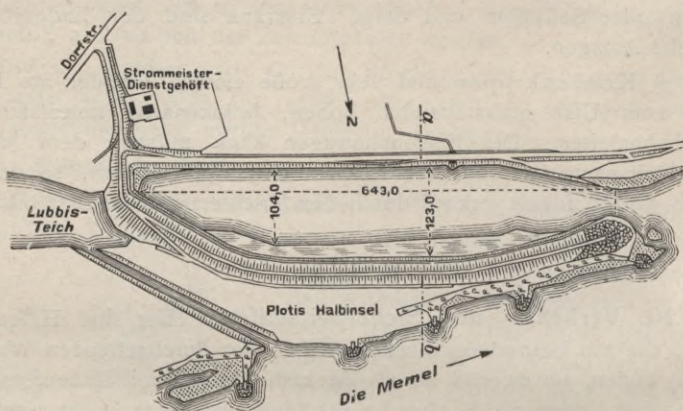 Dorfstr.
Strommeister-
Dienstgehöft
N
a
643,0
104,0
123,0
Lubbis-
Teich
Plotis Halbinsel
b
Die Memel